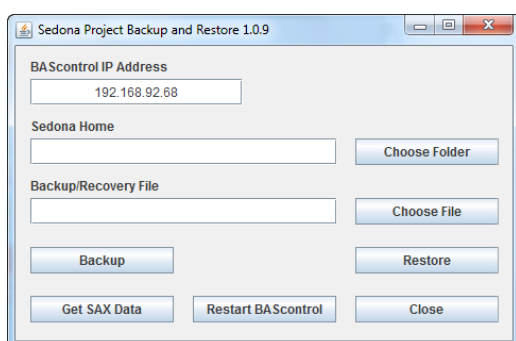 Sedona Project Backup and Restore 1.0.9
BAScontrol IP Address
192.168.92.68
Sedona Home
Choose Folder
Backup/Recovery File
Choose File
Backup
Restore
Get SAX Data
Restart BAScontrol
Close